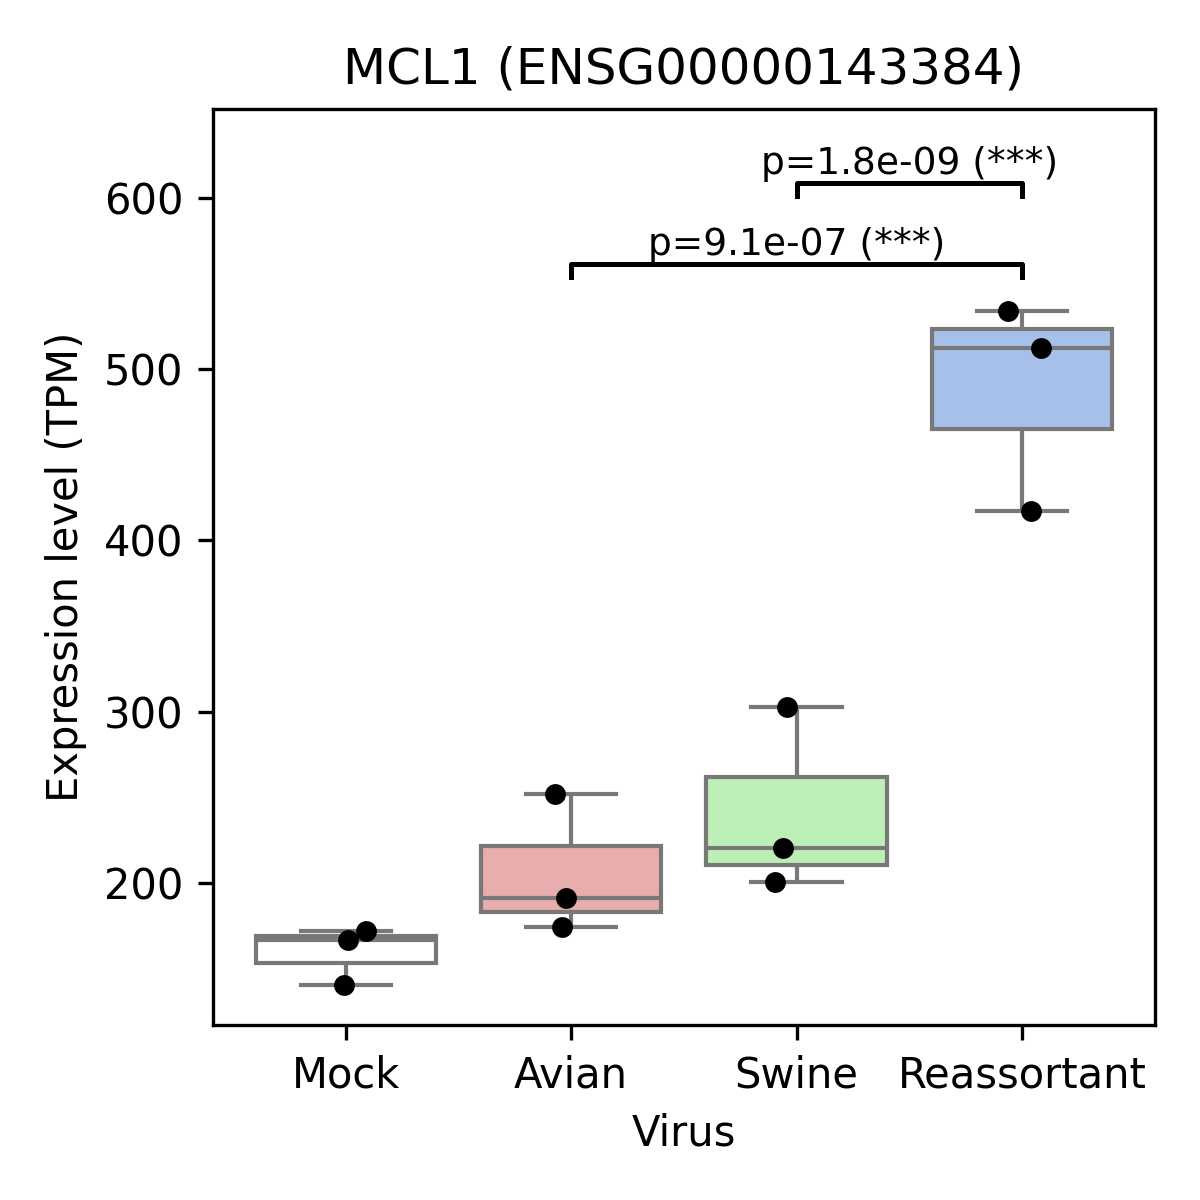 MCL1 (ENSG00000143384)
p=1.8e-09 (***)
p=9.1e-07 (***)
600
500
400
300
200
Expression level (TPM)
Mock
Avian
Swine
Reassortant
Virus